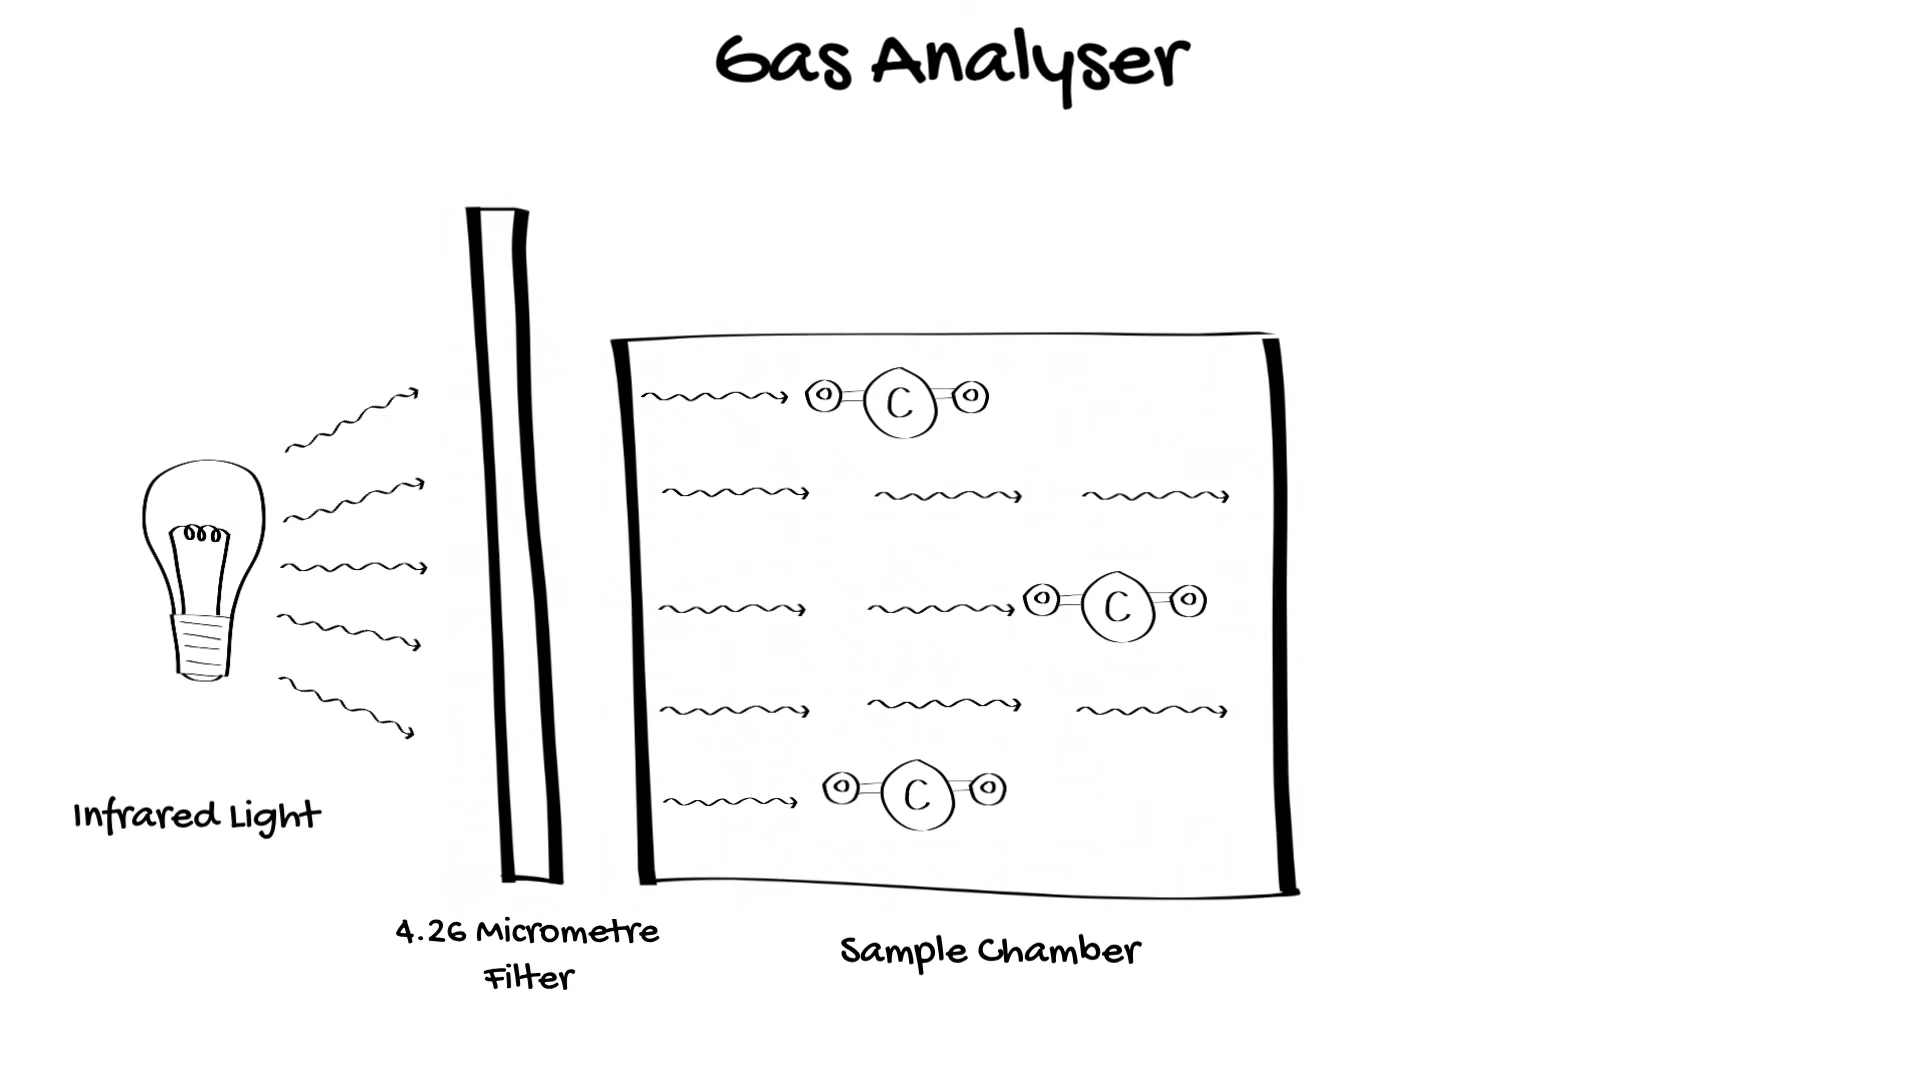 Gas Analyser
O C O
O C O
O C O
Infrared Light
4.26 Micrometre
Filter
Sample Chamber